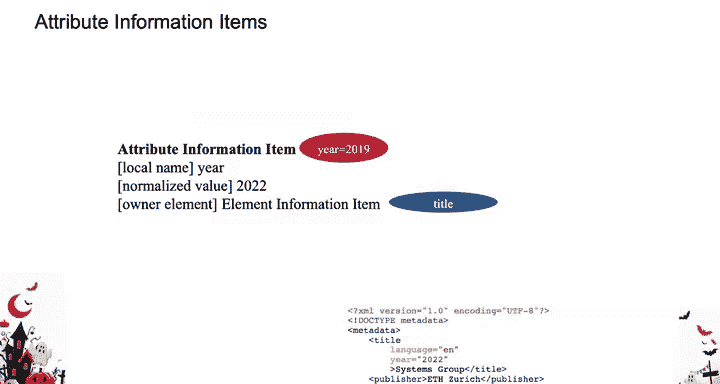 Attribute Information Items
Attribute Information Item year=2019
[local name] year
[normalized value] 2022
[owner element] Element Information Item title
<?xml version="1.0" encoding="UTF-8"?>
<!DOCTYPE metadata>
<metadata>
<title
language="en"
year="2022"
>Systems Group</title>
<publisher>ETH Zurich</publisher>